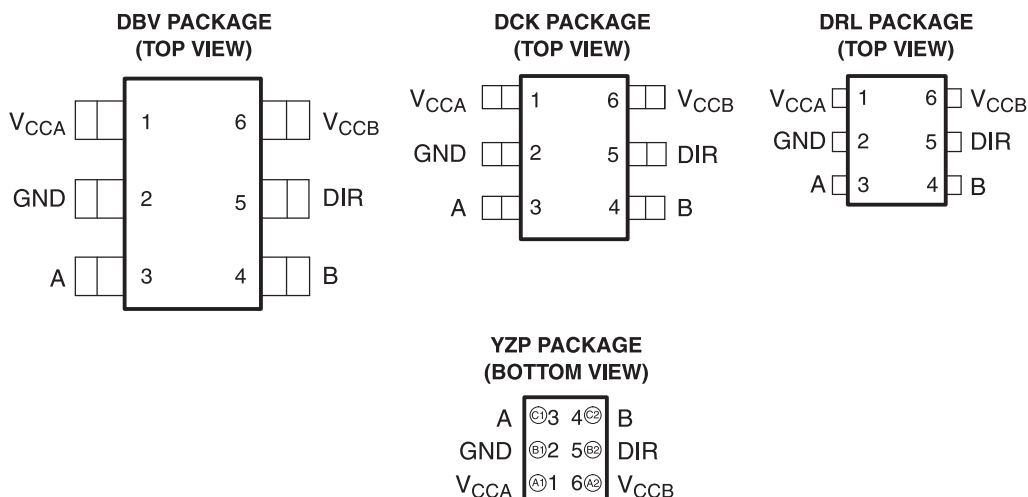 DBV PACKAGE
(TOP VIEW)
VCCA 1 6 VCCB
GND 2 5 DIR
A 3 4 B
DCK PACKAGE
(TOP VIEW)
VCCA 1 6 VCCB
GND 2 5 DIR
A 3 4 B
DRL PACKAGE
(TOP VIEW)
VCCA 1 6 VCCB
GND 2 5 DIR
A 3 4 B
YZP PACKAGE
(BOTTOM VIEW)
A C1 3 4 C2 B
GND B1 2 5 B2 DIR
VCCA A1 1 6 A2 VCCB